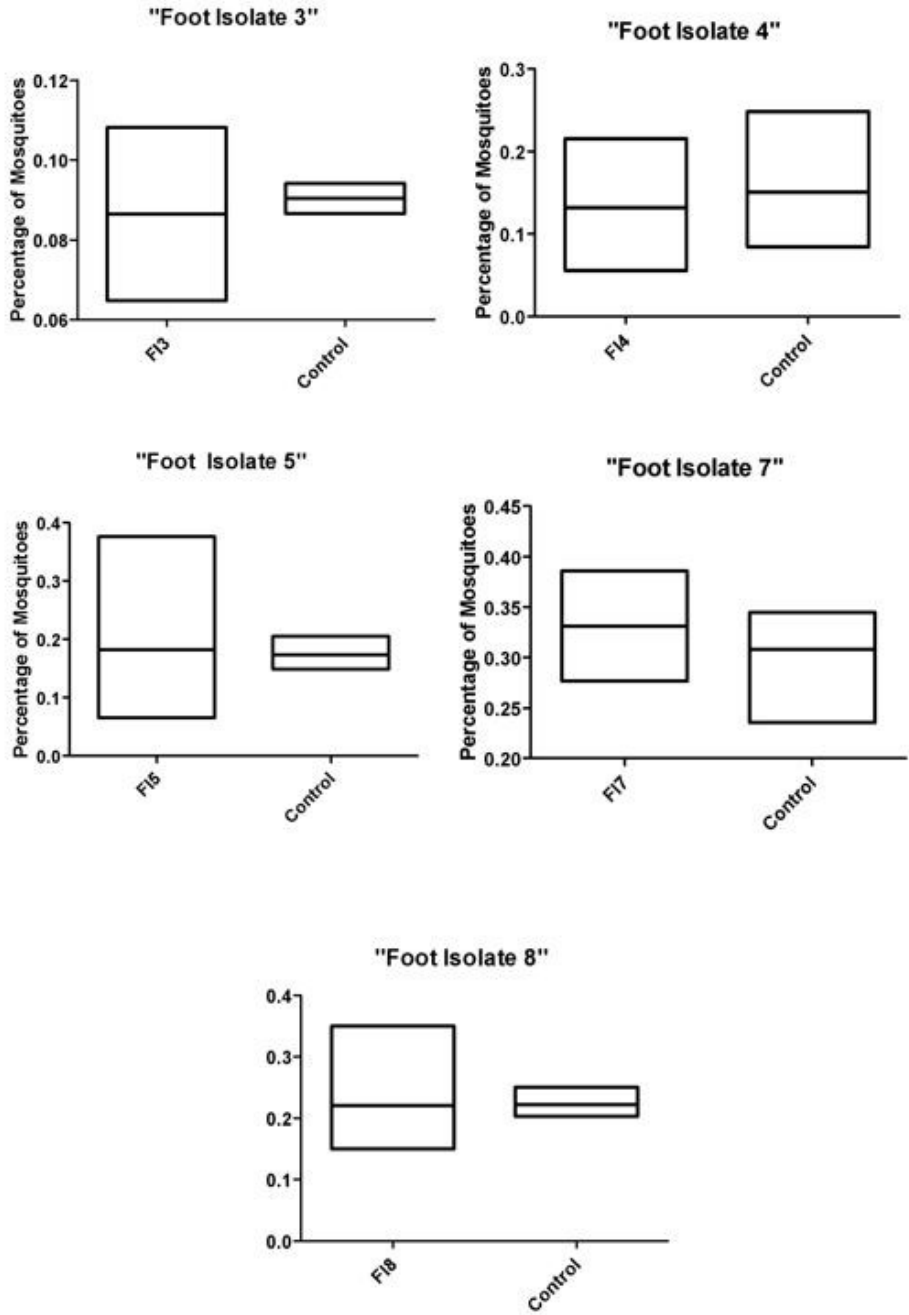 "Foot Isolate 3"
Percentage of Mosquitoes
0.12
0.10
0.08
0.06
FI3
Control
"Foot Isolate 4"
Percentage of Mosquitoes
0.3
0.2
0.1
0.0
FI4
Control
"Foot Isolate 5"
Percentage of Mosquitoes
0.4
0.3
0.2
0.1
0.0
FI5
Control
"Foot Isolate 7"
Percentage of Mosquitoes
0.45
0.40
0.35
0.30
0.25
0.20
FI7
Control
"Foot Isolate 8"
0.4
0.3
0.2
0.1
0.0
FI8
Control